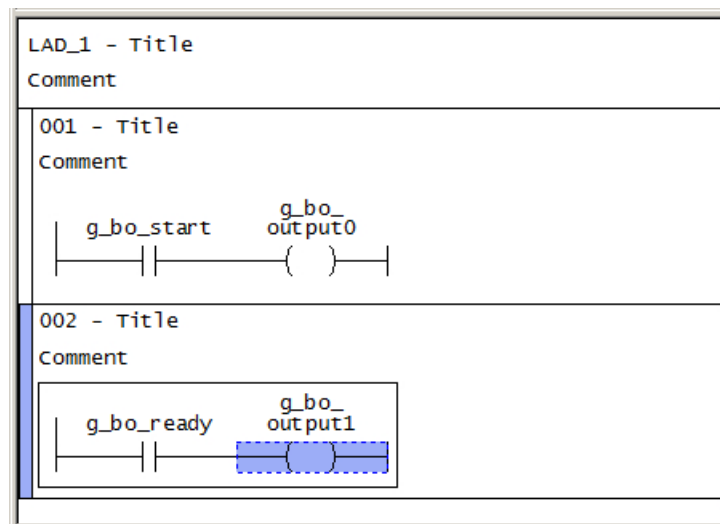 LAD_1 - Title
Comment
001 - Title
Comment
g_bo_
g_bo_start output0
002 - Title
Comment
g_bo_
g_bo_ready output1